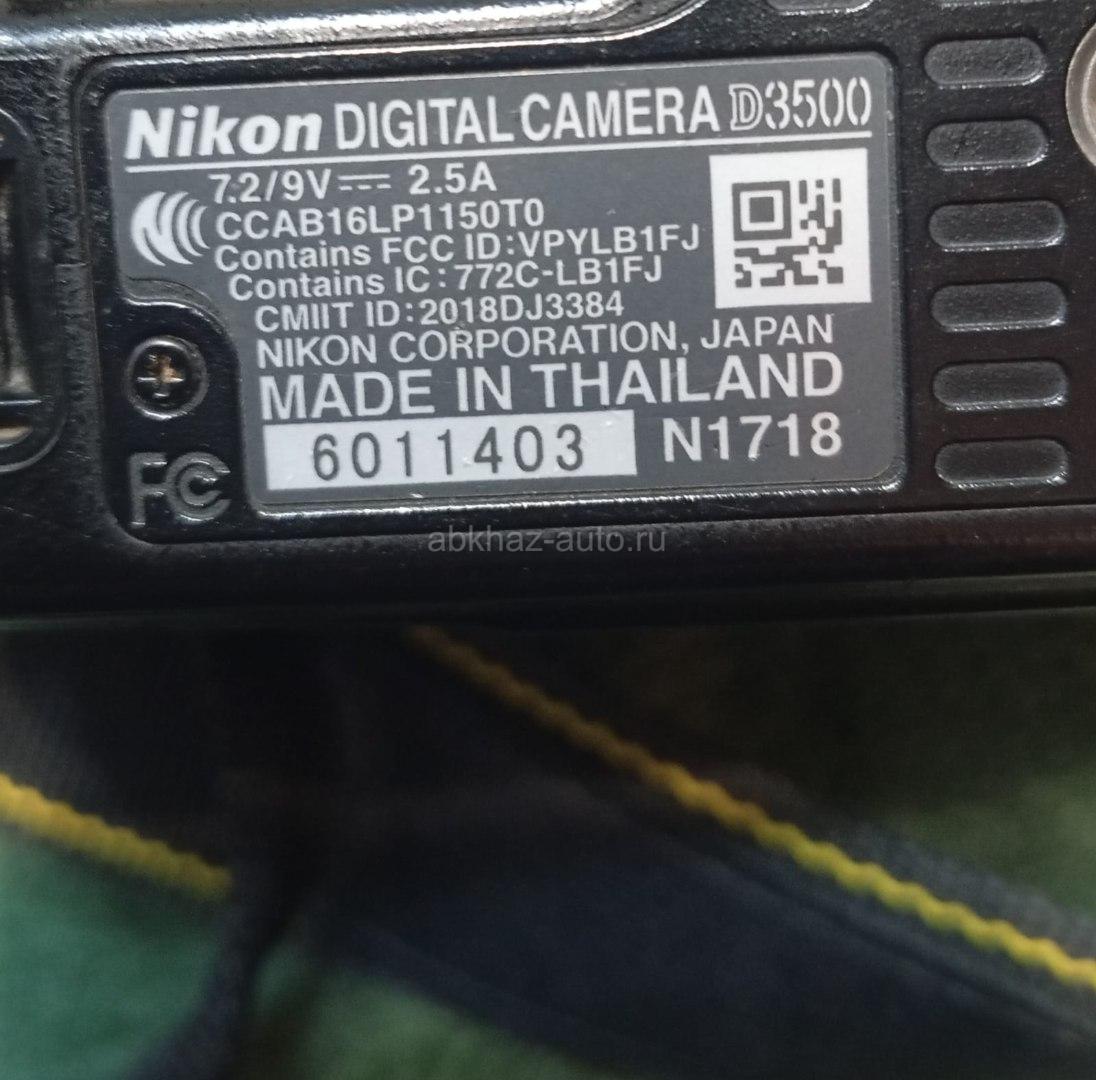 Nikon DIGITAL CAMERA D3500
7.2/9V 2.5A
CCAB16LP1150T0
Contains FCC ID:VPYLB1FJ
Contains IC:772C-LB1FJ
CMIIT ID:2018DJ3384
NIKON CORPORATION, JAPAN
MADE IN THAILAND
6011403 N1718
FC
abkhaz-auto.ru